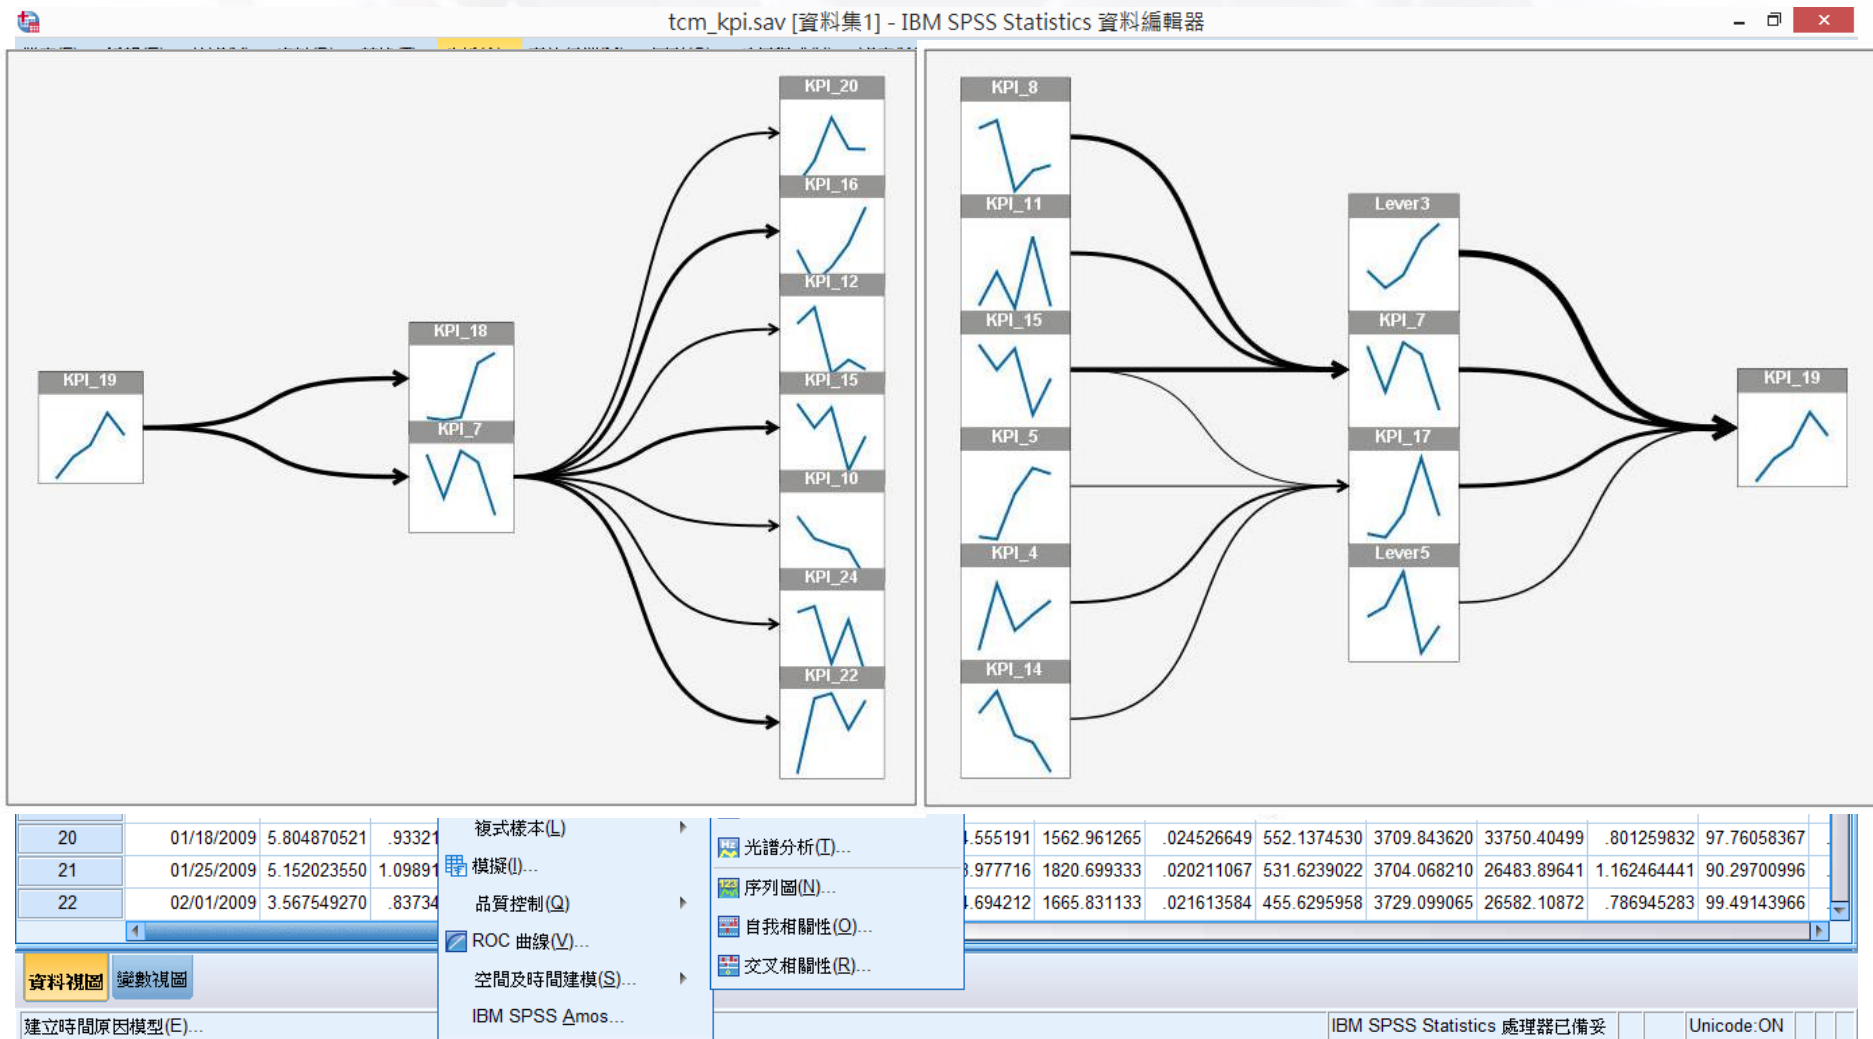 tcm_kpi.sav [資料集1] - IBM SPSS Statistics 資料編輯器
KPI_19
KPI_18
KPI_7
KPI_20
KPI_16
KPI_12
KPI_15
KPI_10
KPI_24
KPI_22
KPI_8
KPI_11
KPI_15
KPI_5
KPI_4
KPI_14
Lever3
KPI_7
KPI_17
Lever5
KPI_19
20 01/18/2009 5.804870521 .93321 .555191 1562.961265 .024526649 552.1374530 3709.843620 33750.40499 .801259832 97.76058367
21 01/25/2009 5.152023550 1.09891 .977716 1820.699333 .020211067 531.6239022 3704.068210 26483.89641 1.162464441 90.29700996
22 02/01/2009 3.567549270 .83734 .694212 1665.831133 .021613584 455.6295958 3729.099065 26582.10872 .786945283 99.49143966
複式樣本(L)
模擬(I)...
品質控制(Q)
ROC 曲線(V)...
空間及時間建模(S)...
IBM SPSS Amos...
光譜分析(T)...
序列圖(N)...
自我相關性(O)...
交叉相關性(R)...
資料視圖 變數視圖
建立時間原因模型(E)... IBM SPSS Statistics 處理器已備妥 Unicode:ON